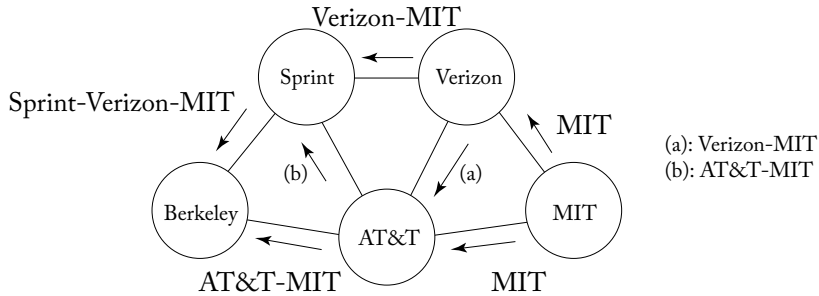 Verizon-MIT
Sprint
Verizon
Sprint-Verizon-MIT
MIT
(a): Verizon-MIT
(b)
(a)
(b): AT&T-MIT
Berkeley
AT&T
MIT
AT&T-MIT
MIT